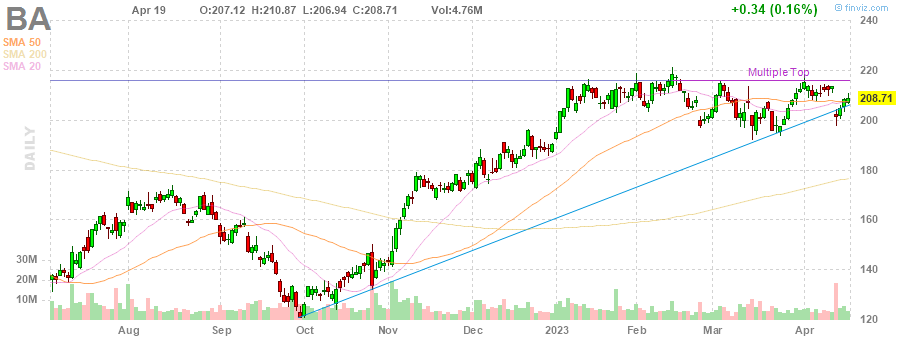 BA Apr 19 O:207.12 H:210.87 L:206.94 C:208.71 Vol:4.76M +0.34 (0.16%) finviz.com
SMA 50
SMA 200
SMA 20
DAILY
Multiple Top
240
220
208.71
200
180
160
140
120
30M
20M
10M
Aug Sep Oct Nov Dec 2023 Feb Mar Apr